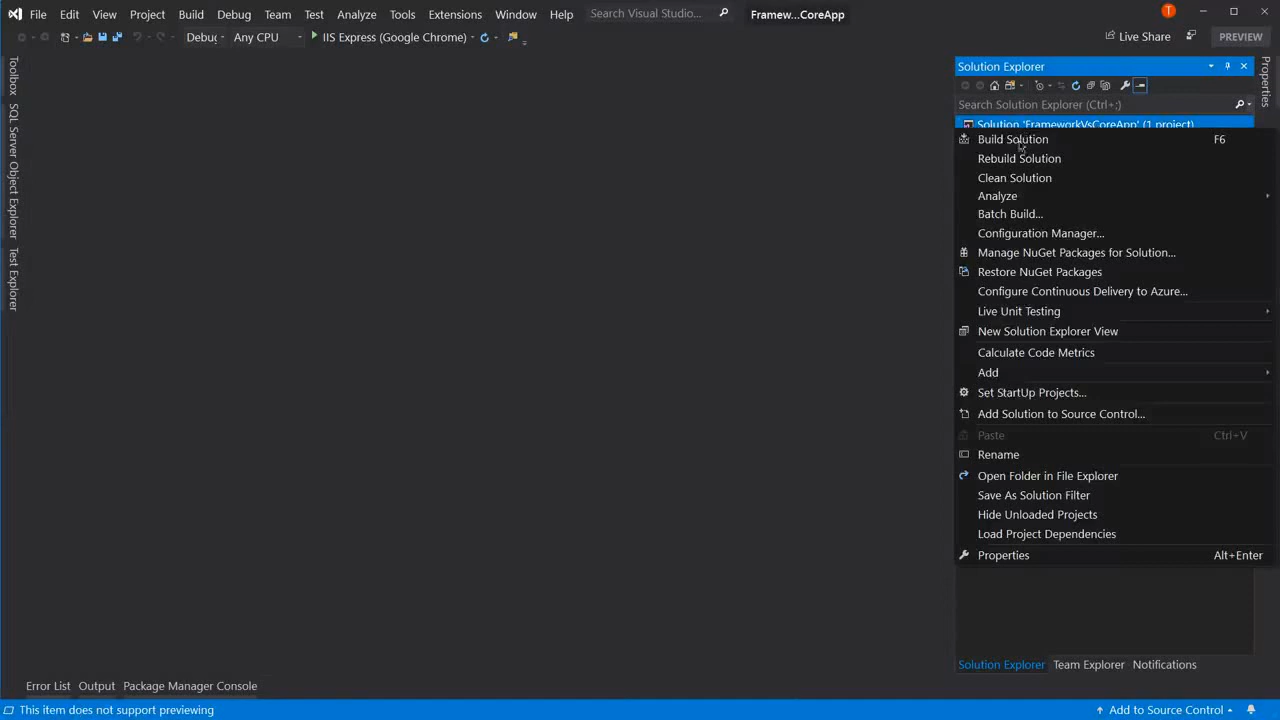 File Edit View Project Build Debug Team Test Analyze Tools Extensions Window Help Search Visual Studio... Framew...CoreApp T
Debug Any CPU IIS Express (Google Chrome) Live Share PREVIEW
Toolbox
SQL Server Object Explorer
Test Explorer
Solution Explorer
Search Solution Explorer (Ctrl+;)
Solution 'FrameworkVsCoreApp' (1 project)
Build Solution F6
Rebuild Solution
Clean Solution
Analyze
Batch Build...
Configuration Manager...
Manage NuGet Packages for Solution...
Restore NuGet Packages
Configure Continuous Delivery to Azure...
Live Unit Testing
New Solution Explorer View
Calculate Code Metrics
Add
Set StartUp Projects...
Add Solution to Source Control...
Paste Ctrl+V
Rename
Open Folder in File Explorer
Save As Solution Filter
Hide Unloaded Projects
Load Project Dependencies
Properties Alt+Enter
Properties
Solution Explorer Team Explorer Notifications
Error List Output Package Manager Console
This item does not support previewing Add to Source Control